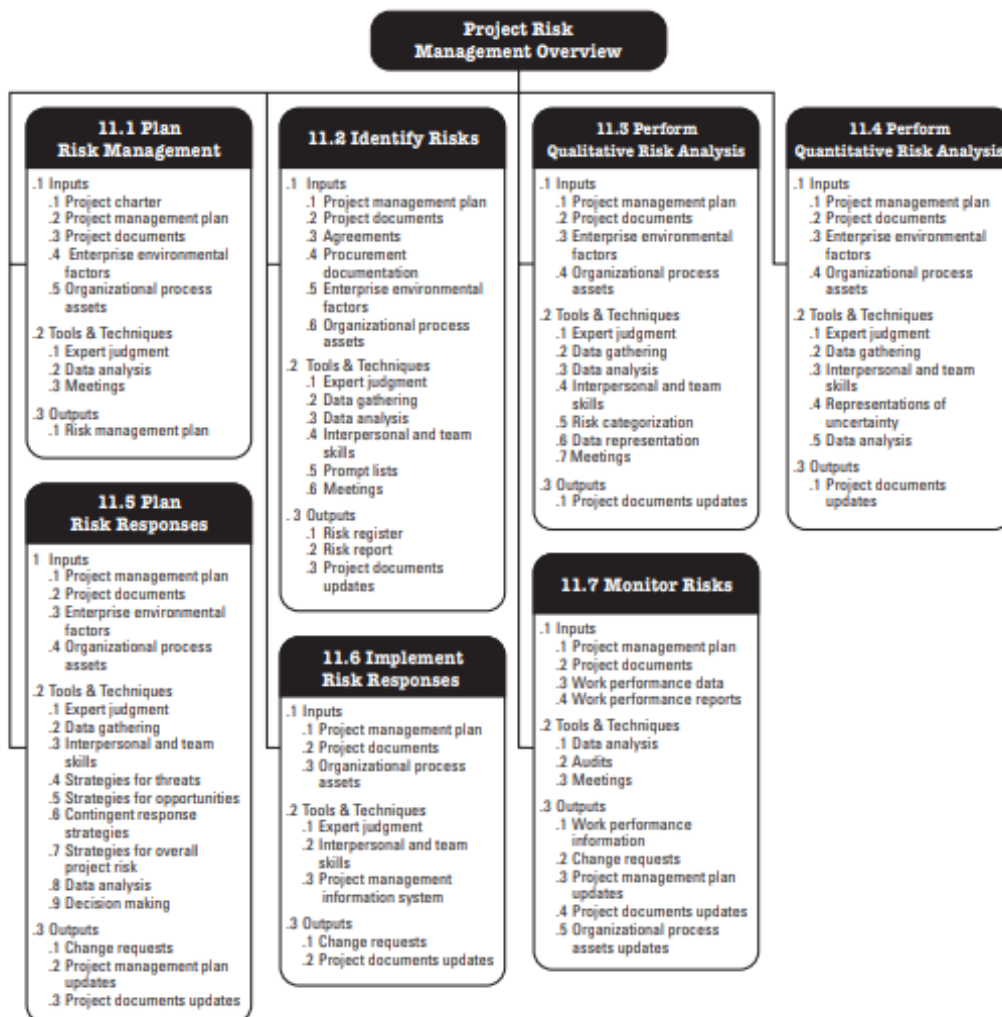 Project Risk
Management Overview
11.1 Plan
Risk Management
.1 Inputs
.1 Project charter
.2 Project management plan
.3 Project documents
.4 Enterprise environmental
factors
.5 Organizational process
assets
.2 Tools & Techniques
.1 Expert judgment
.2 Data analysis
.3 Meetings
.3 Outputs
.1 Risk management plan
11.2 Identify Risks
.1 Inputs
.1 Project management plan
.2 Project documents
.3 Agreements
.4 Procurement
documentation
.5 Enterprise environmental
factors
.6 Organizational process
assets
.2 Tools & Techniques
.1 Expert judgment
.2 Data gathering
.3 Data analysis
.4 Interpersonal and team
skills
.5 Prompt lists
.6 Meetings
. 3 Outputs
.1 Risk register
.2 Risk report
.3 Project documents
updates
11.3 Perform
Qualitative Risk Analysis
.1 Inputs
.1 Project management plan
.2 Project documents
.3 Enterprise environmental
factors
.4 Organizational process
assets
.2 Tools & Techniques
.1 Expert judgment
.2 Data gathering
.3 Data analysis
.4 Interpersonal and team
skills
.5 Risk categorization
.6 Data representation
.7 Meetings
.3 Outputs
.1 Project documents updates
11.4 Perform
Quantitative Risk Analysis
.1 Inputs
.1 Project management plan
.2 Project documents
.3 Enterprise environmental
factors
.4 Organizational process
assets
.2 Tools & Techniques
.1 Expert judgment
.2 Data gathering
.3 Interpersonal and team
skills
.4 Representations of
uncertainty
.5 Data analysis
.3 Outputs
.1 Project documents
updates
11.5 Plan
Risk Responses
1 Inputs
.1 Project management plan
.2 Project documents
.3 Enterprise environmental
factors
.4 Organizational process
assets
.2 Tools & Techniques
.1 Expert judgment
.2 Data gathering
.3 Interpersonal and team
skills
.4 Strategies for threats
.5 Strategies for opportunities
.6 Contingent response
strategies
.7 Strategies for overall
project risk
.8 Data analysis
.9 Decision making
.3 Outputs
.1 Change requests
.2 Project management plan
updates
.3 Project documents updates
11.6 Implement
Risk Responses
.1 Inputs
.1 Project management plan
.2 Project documents
.3 Organizational process
assets
.2 Tools & Techniques
.1 Expert judgment
.2 Interpersonal and team
skills
.3 Project management
information system
.3 Outputs
.1 Change requests
.2 Project documents updates
11.7 Monitor Risks
.1 Inputs
.1 Project management plan
.2 Project documents
.3 Work performance data
.4 Work performance reports
.2 Tools & Techniques
.1 Data analysis
.2 Audits
.3 Meetings
.3 Outputs
.1 Work performance
information
.2 Change requests
.3 Project management plan
updates
.4 Project documents updates
.5 Organizational process
assets updates